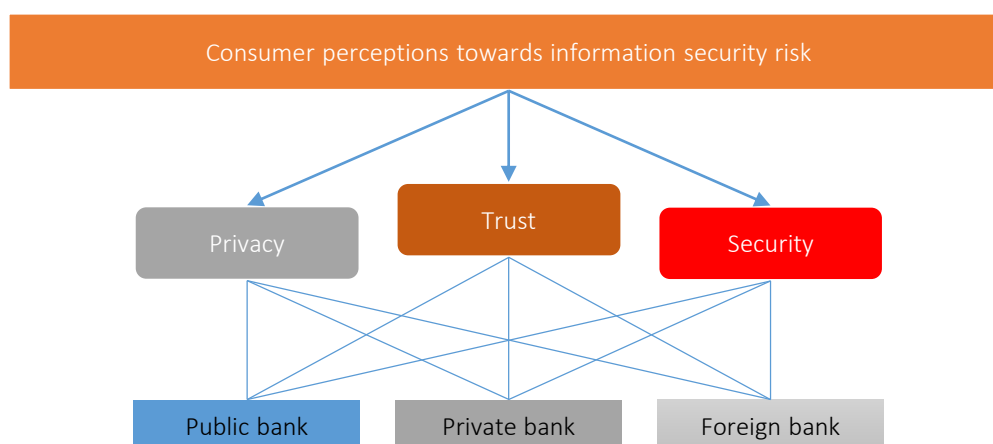 Consumer perceptions towards information security risk
Privacy
Trust
Security
Public bank
Private bank
Foreign bank